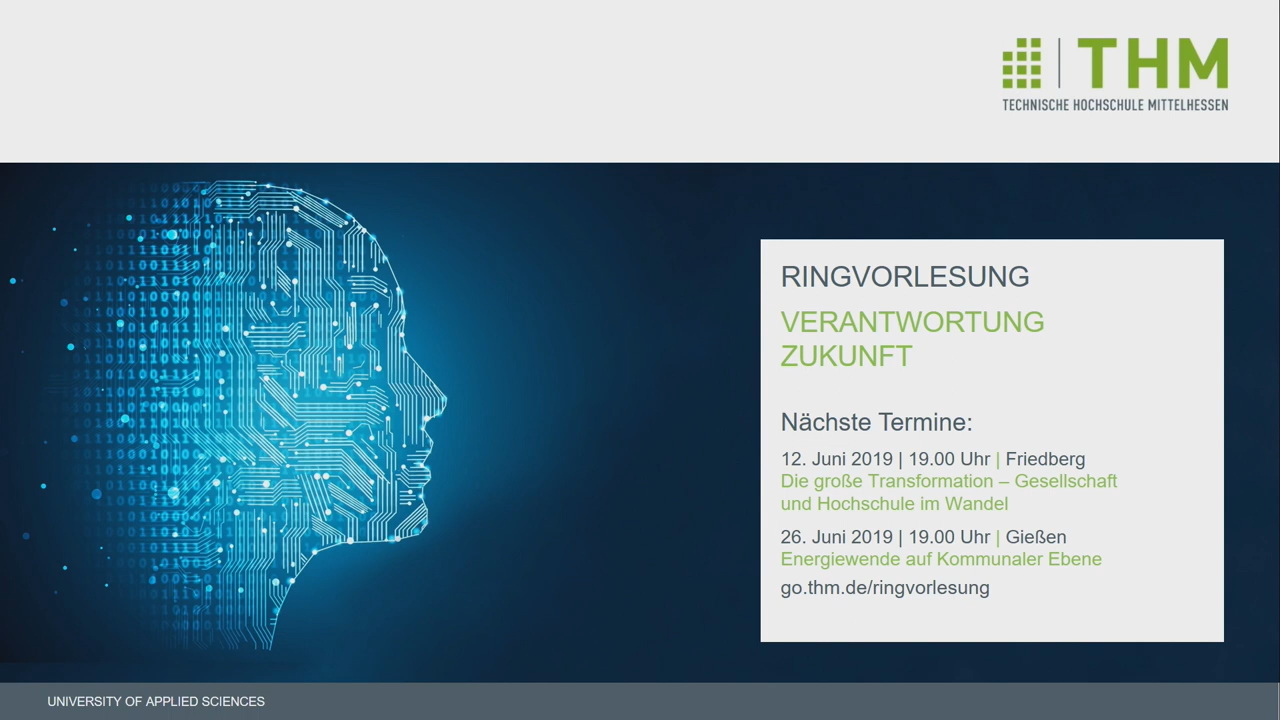 THM
TECHNISCHE HOCHSCHULE MITTELHESSEN
RINGVORLESUNG
VERANTWORTUNG
ZUKUNFT
Nächste Termine:
12. Juni 2019 | 19.00 Uhr | Friedberg
Die große Transformation – Gesellschaft
und Hochschule im Wandel
26. Juni 2019 | 19.00 Uhr | Gießen
Energiewende auf Kommunaler Ebene
go.thm.de/ringvorlesung
UNIVERSITY OF APPLIED SCIENCES